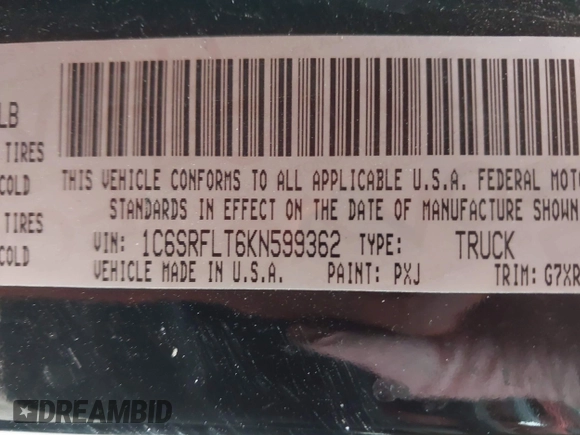 LB
TIRES
COLD
TIRES
COLD
THIS VEHICLE CONFORMS TO ALL APPLICABLE U.S.A. FEDERAL MOTO
STANDARDS IN EFFECT ON THE DATE OF MANUFACTURE SHOWN
VIN: 1C6SRFLT6KN599362 TYPE: TRUCK
VEHICLE MADE IN U.S.A. PAINT: PXJ TRIM: G7XR
DREAMBID